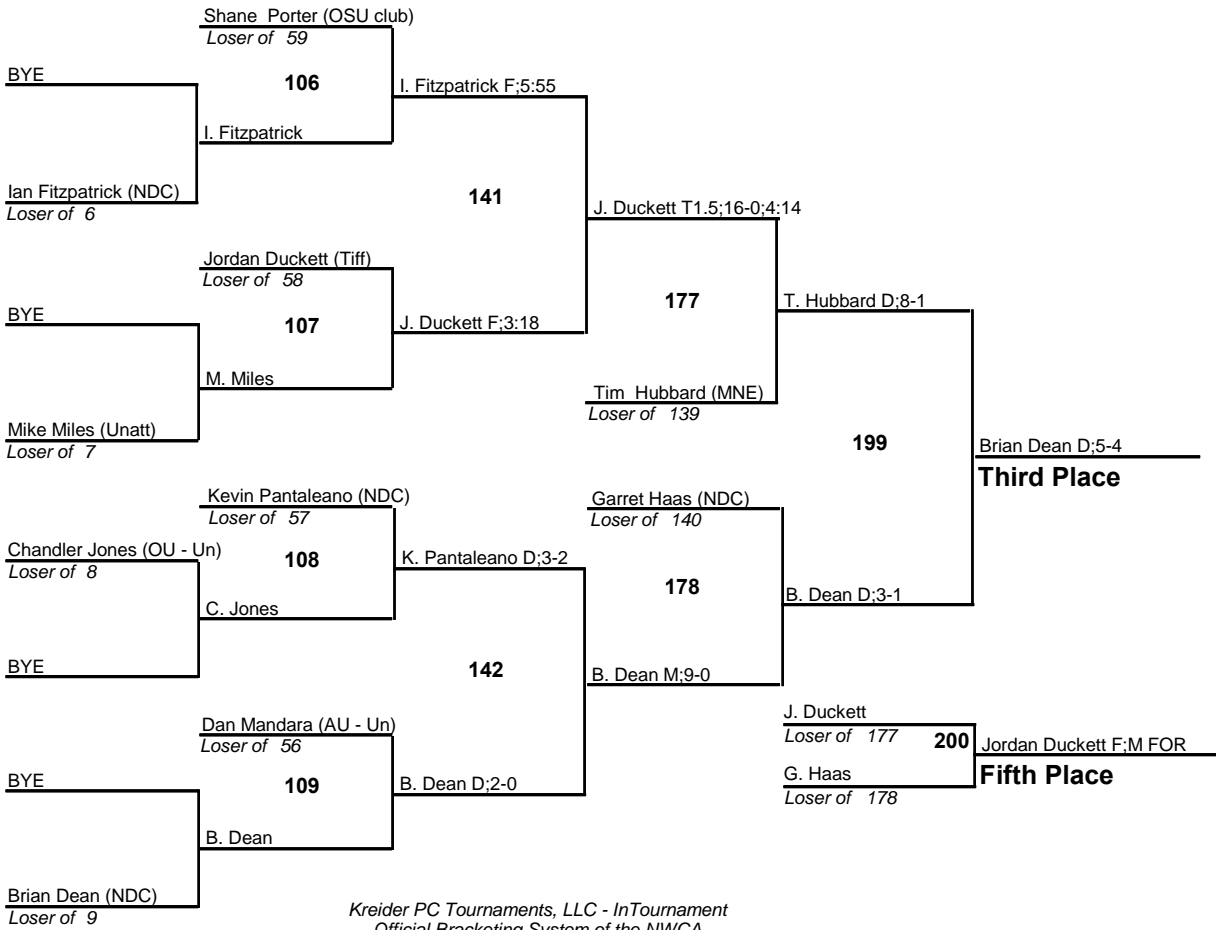 Shane  Porter (OSU club)
Loser of  59
BYE
106
I. Fitzpatrick F;5:55
I. Fitzpatrick
Ian Fitzpatrick (NDC)
Loser of  6
141
J. Duckett T1.5;16-0;4:14
Jordan Duckett (Tiff)
Loser of  58
BYE
107
J. Duckett F;3:18
177
T. Hubbard D;8-1
M. Miles
Tim  Hubbard (MNE)
Loser of  139
Mike Miles (Unatt)
Loser of  7
199
Brian Dean D;5-4
Third Place
Kevin Pantaleano (NDC)
Loser of  57
Garret Haas (NDC)
Loser of  140
Chandler Jones (OU - Un)
Loser of  8
108
K. Pantaleano D;3-2
178
B. Dean D;3-1
C. Jones
BYE
142
B. Dean M;9-0
Dan Mandara (AU - Un)
Loser of  56
J. Duckett
Loser of  177
200
Jordan Duckett F;M FOR
Fifth Place
BYE
109
B. Dean D;2-0
G. Haas
Loser of  178
B. Dean
Brian Dean (NDC)
Loser of  9
Kreider PC Tournaments, LLC - InTournament
Official Bracketing System of the NWCA